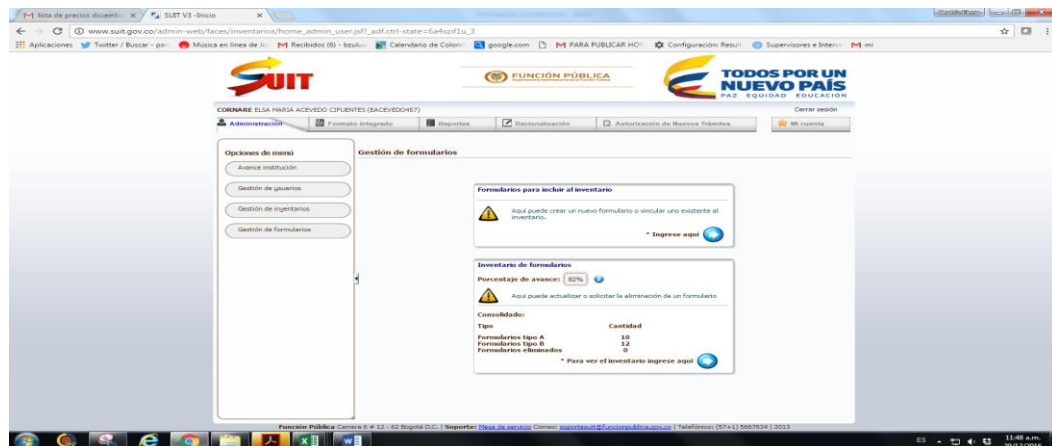 lista de precios diciemb
SUIT V3 -Inicio
www.suit.gov.co/admin-web/faces/inventarios/home_admin_user.jsf?_adf.ctrl-state=6a4szif1u_3
Aplicaciones Twitter / Buscar - par Música en línea de Jo Recibidos (6) - bzulu Calendario de Colom google.com PARA PUBLICAR HOY Configuración: Result Supervisores e Interv mi
SUIT
FUNCIÓN PÚBLICA
TODOS POR UN
NUEVO PAÍS
PAZ EQUIDAD EDUCACIÓN
CORNARE ELSA MARIA ACEVEDO CIFUENTES (EACEVEDO457)
Cerrar sesión
Administración Formato Integrado Reportes Racionalización Autorización de Nuevos Trámites Mi cuenta
Opciones de menú
Avance institución
Gestión de usuarios
Gestión de inventarios
Gestión de formularios
Gestión de formularios
Formularios para incluir al inventario
Aquí puede crear un nuevo formulario o vincular uno existente al
inventario.
* Ingrese aquí
Inventario de formularios
Porcentaje de avance: 82%
Aquí puede actualizar o solicitar la eliminación de un formulario
Consolidado:
Tipo Cantidad
Formularios tipo A 10
Formularios tipo B 12
Formularios eliminados 0
* Para ver el inventario ingrese aquí
Función Pública Carrera 6 # 12 - 62 Bogotá D.C. | Soporte: Mesa de servicio Correo: soportesuit@funcionpublica.gov.co | Telefónico: (57+1) 5667634 | 2013
ES
11:48 a.m.